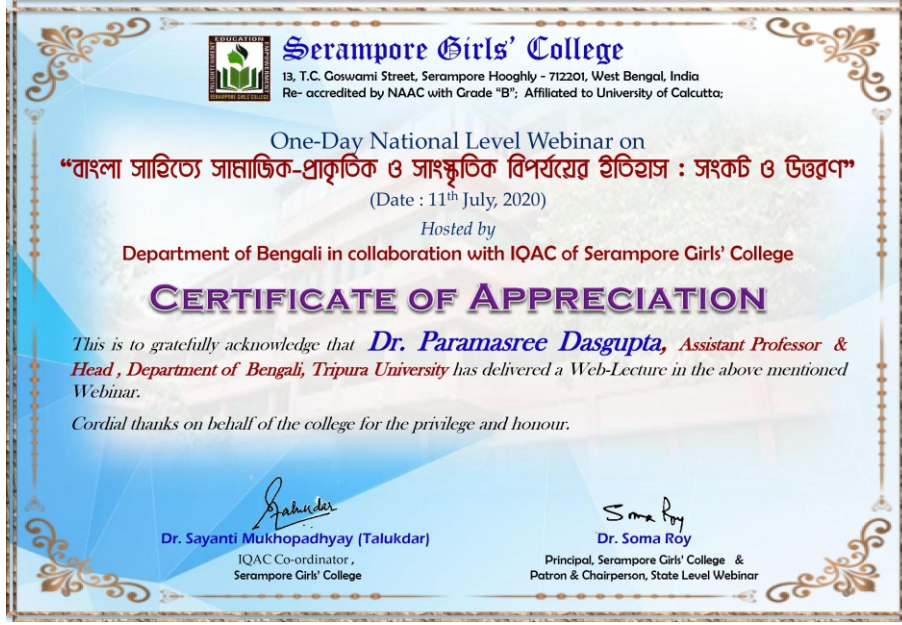 EDUCATION
ENLIGHTENMENT
EMPOWERMENT
SERAMPORE GIRLS' COLLEGE
Serampore Girls' College
13, T.C. Goswami Street, Serampore Hooghly - 712201, West Bengal, India
Re- accredited by NAAC with Grade “B”; Affiliated to University of Calcutta;
One-Day National Level Webinar on
“বাংলা সাহিত্যে সামাজিক-প্রাকৃতিক ও সাংস্কৃতিক বিপর্যয়ের ইতিহাস : সংকট ও উত্তরণ”
(Date : 11th July, 2020)
Hosted by
Department of Bengali in collaboration with IQAC of Serampore Girls' College
CERTIFICATE OF APPRECIATION
This is to gratefully acknowledge that Dr. Paramasree Dasgupta, Assistant Professor &
Head , Department of Bengali, Tripura University has delivered a Web-Lecture in the above mentioned
Webinar.
Cordial thanks on behalf of the college for the privilege and honour.
Soma Roy
Dr. Sayanti Mukhopadhyay (Talukdar)
Dr. Soma Roy
IQAC Co-ordinator ,
Serampore Girls' College
Principal, Serampore Girls' College &
Patron & Chairperson, State Level Webinar